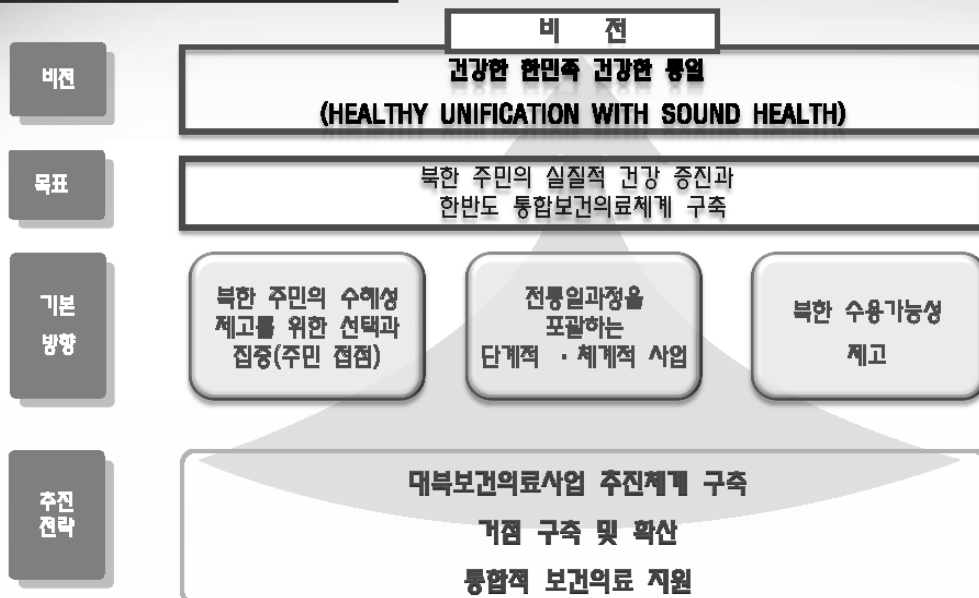 비 전
비전
건강한 한민족 건강한 통일
(HEALTHY UNIFICATION WITH SOUND HEALTH)
목표
북한 주민의 실질적 건강 증진과
한반도 통합보건의료체계 구축
기본
방향
북한 주민의 수혜성
제고를 위한 선택과
집중(주민 접점)
전통일과정을
포괄하는
단계적 · 체계적 사업
북한 수용가능성
제고
추진
전략
대북보건의료사업 추진체계 구축
거점 구축 및 확산
통합적 보건의료 지원